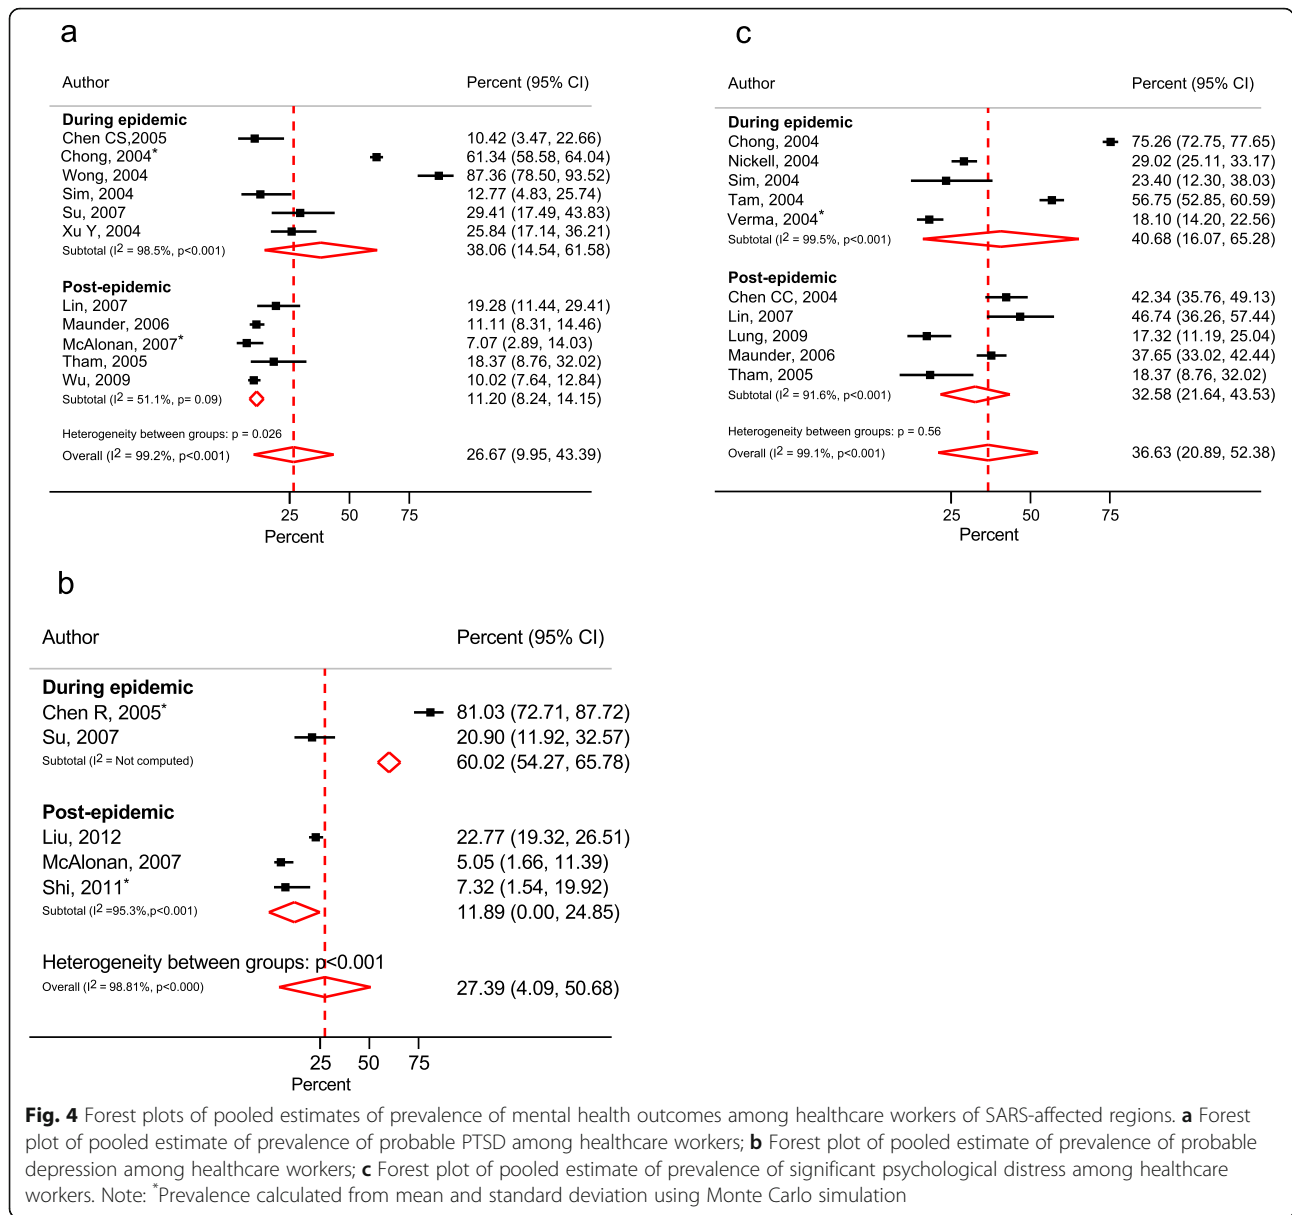 a
Author Percent (95% CI)
During epidemic
Chen CS,2005 10.42 (3.47, 22.66)
Chong, 2004* 61.34 (58.58, 64.04)
Wong, 2004 87.36 (78.50, 93.52)
Sim, 2004 12.77 (4.83, 25.74)
Su, 2007 29.41 (17.49, 43.83)
Xu Y, 2004 25.84 (17.14, 36.21)
Subtotal (I2 = 98.5%, p<0.001) 38.06 (14.54, 61.58)
Post-epidemic
Lin, 2007 19.28 (11.44, 29.41)
Maunder, 2006 11.11 (8.31, 14.46)
McAlonan, 2007* 7.07 (2.89, 14.03)
Tham, 2005 18.37 (8.76, 32.02)
Wu, 2009 10.02 (7.64, 12.84)
Subtotal (I2 = 51.1%, p= 0.09) 11.20 (8.24, 14.15)
Heterogeneity between groups: p = 0.026
Overall (I2 = 99.2%, p<0.001) 26.67 (9.95, 43.39)
25 50 75
Percent
c
Author Percent (95% CI)
During epidemic
Chong, 2004 75.26 (72.75, 77.65)
Nickell, 2004 29.02 (25.11, 33.17)
Sim, 2004 23.40 (12.30, 38.03)
Tam, 2004 56.75 (52.85, 60.59)
Verma, 2004* 18.10 (14.20, 22.56)
Subtotal (I2 = 99.5%, p<0.001) 40.68 (16.07, 65.28)
Post-epidemic
Chen CC, 2004 42.34 (35.76, 49.13)
Lin, 2007 46.74 (36.26, 57.44)
Lung, 2009 17.32 (11.19, 25.04)
Maunder, 2006 37.65 (33.02, 42.44)
Tham, 2005 18.37 (8.76, 32.02)
Subtotal (I2 = 91.6%, p<0.001) 32.58 (21.64, 43.53)
Heterogeneity between groups: p = 0.56
Overall (I2 = 99.1%, p<0.001) 36.63 (20.89, 52.38)
25 50 75
Percent
b
Author Percent (95% CI)
During epidemic
Chen R, 2005* 81.03 (72.71, 87.72)
Su, 2007 20.90 (11.92, 32.57)
Subtotal (I2 = Not computed) 60.02 (54.27, 65.78)
Post-epidemic
Liu, 2012 22.77 (19.32, 26.51)
McAlonan, 2007 5.05 (1.66, 11.39)
Shi, 2011* 7.32 (1.54, 19.92)
Subtotal (I2 =95.3%,p<0.001) 11.89 (0.00, 24.85)
Heterogeneity between groups: p<0.001
Overall (I2 = 98.81%, p<0.000) 27.39 (4.09, 50.68)
25 50 75
Percent
Fig. 4 Forest plots of pooled estimates of prevalence of mental health outcomes among healthcare workers of SARS-affected regions. a Forest
plot of pooled estimate of prevalence of probable PTSD among healthcare workers; b Forest plot of pooled estimate of prevalence of probable
depression among healthcare workers; c Forest plot of pooled estimate of prevalence of significant psychological distress among healthcare
workers. Note: *Prevalence calculated from mean and standard deviation using Monte Carlo simulation